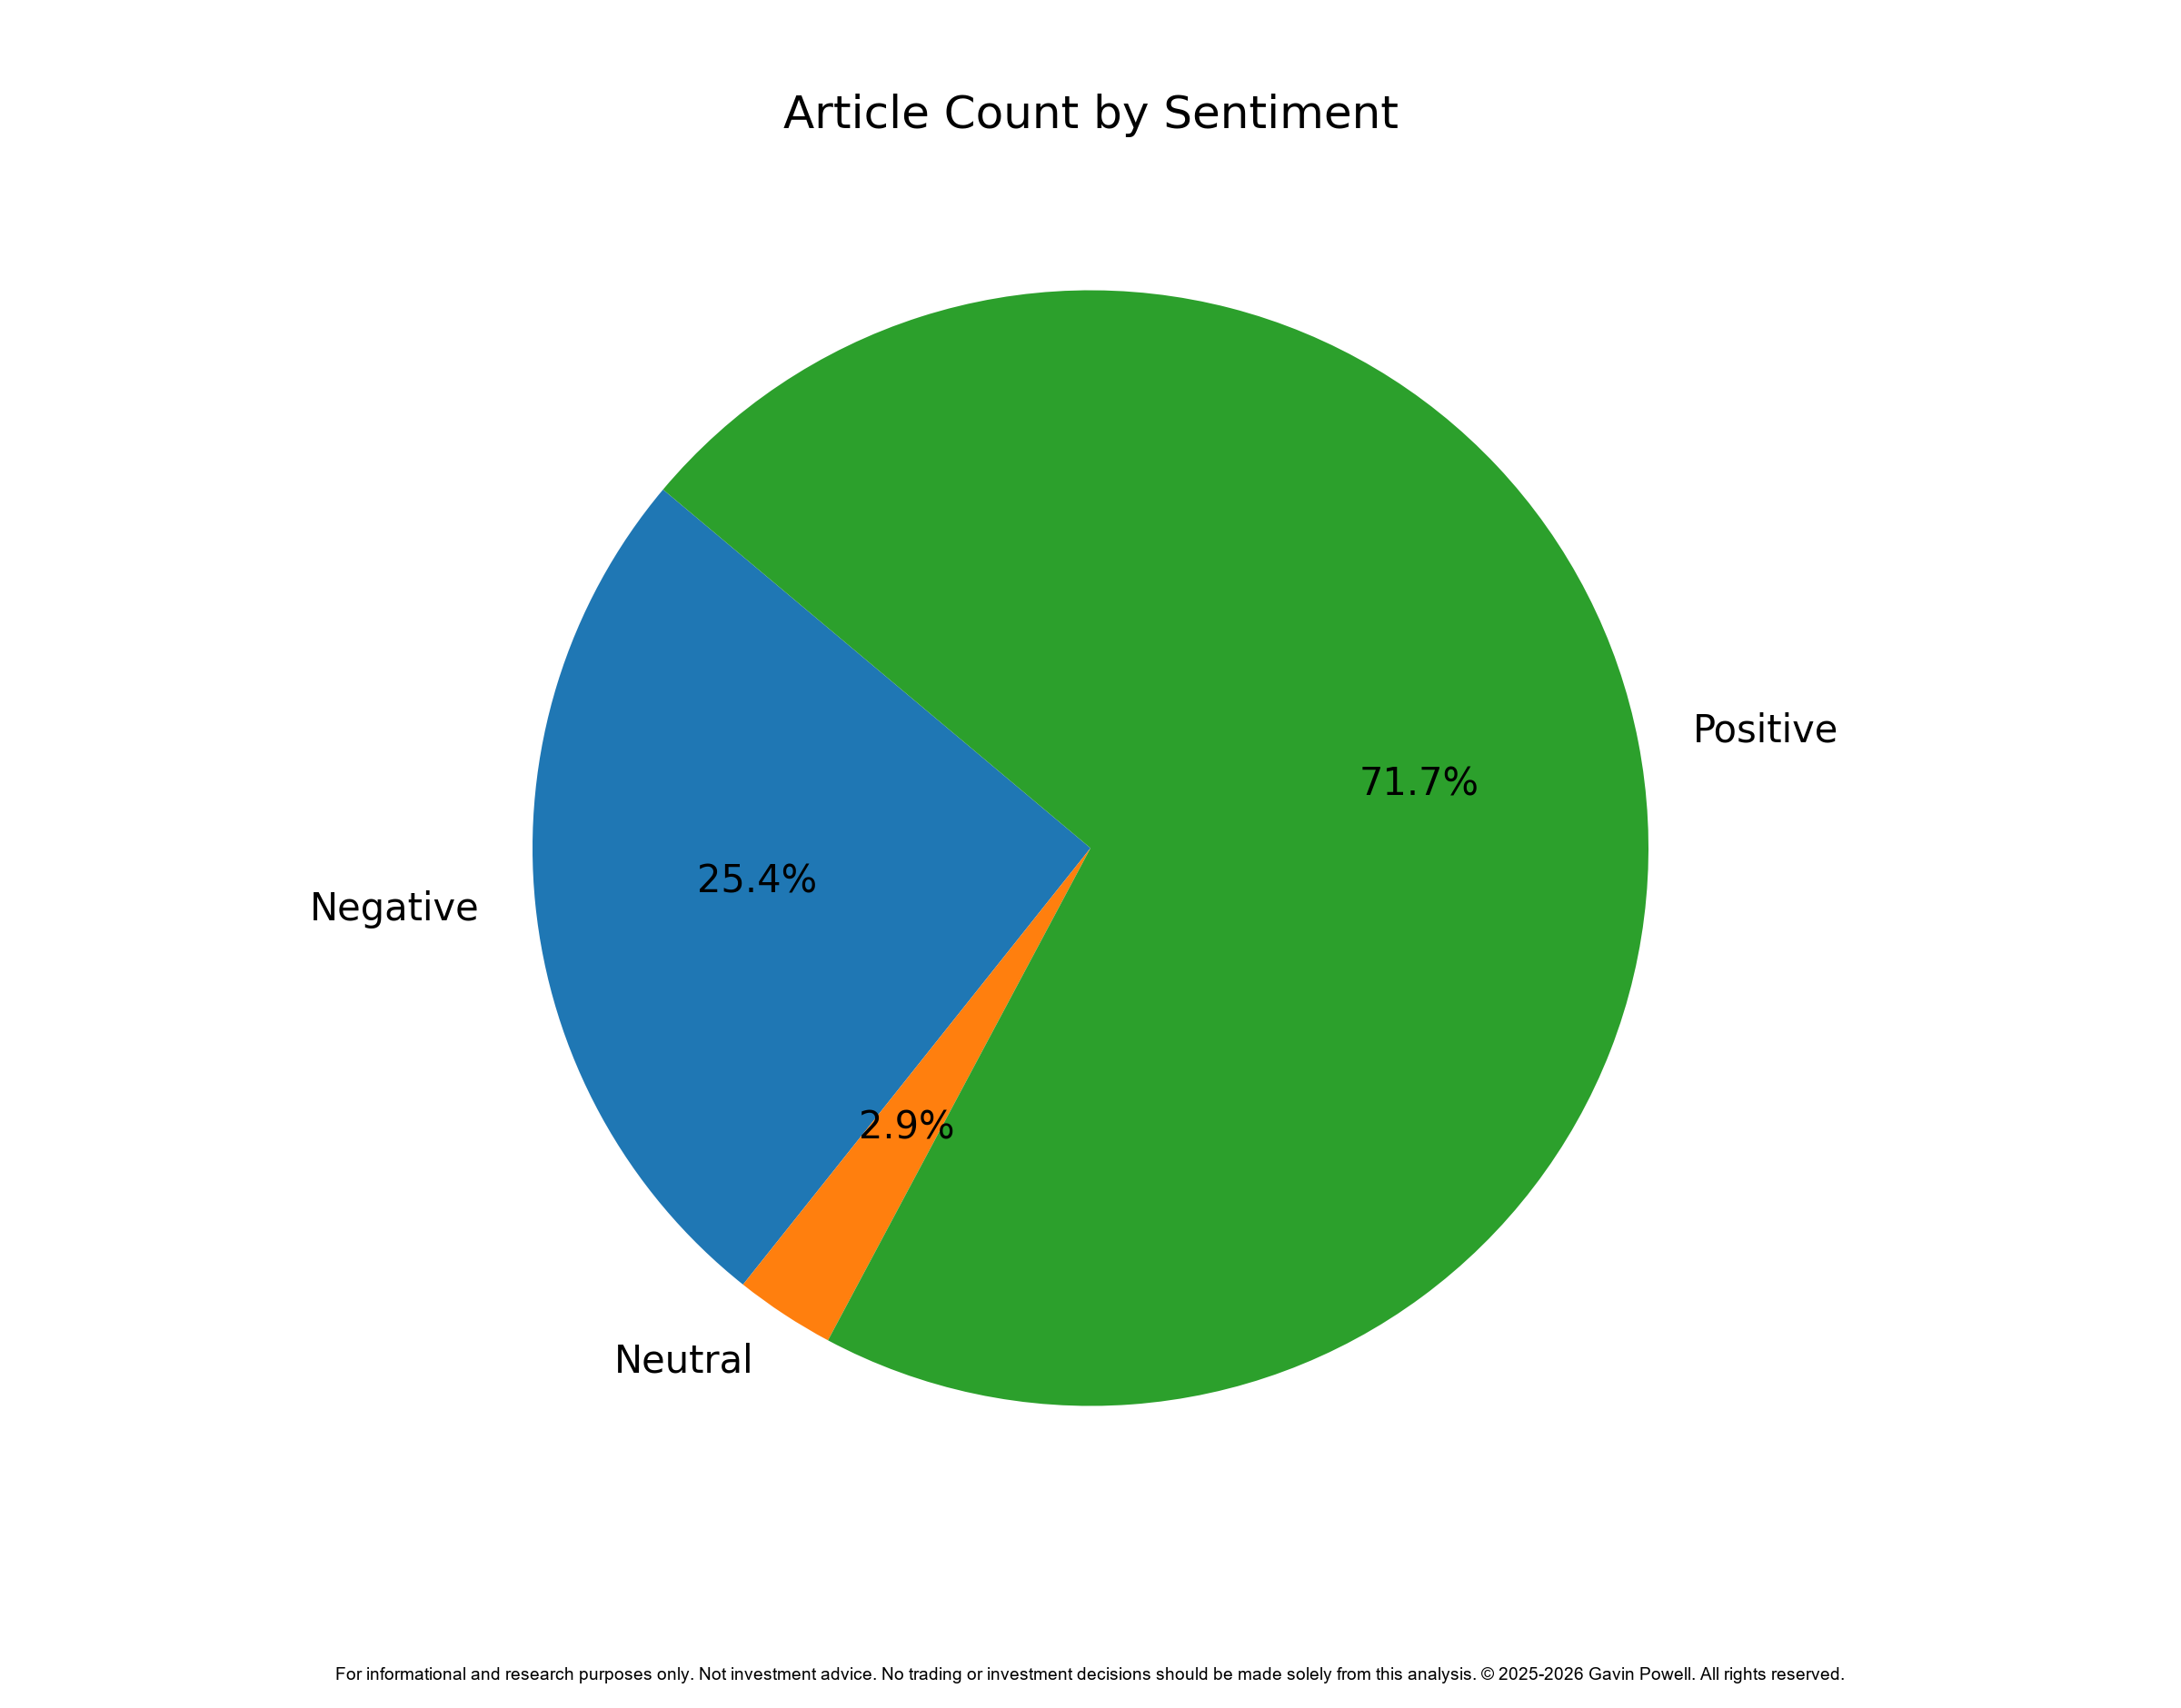 Article Count by Sentiment
Positive
71.7%
25.4%
Negative
2.9%
Neutral
For informational and research purposes only. Not investment advice. No trading or investment decisions should be made solely from this analysis. © 2025-2026 Gavin Powell. All rights reserved.